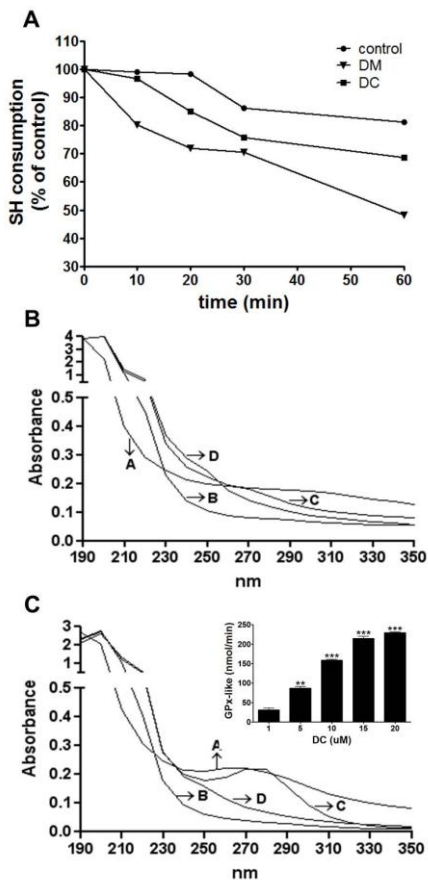 A
SH consumption
(% of control)
110
100
90
80
70
60
50
40
30
control
DM
DC
0 10 20 30 40 50 60
time (min)
B
Absorbance
4
3
2
1
0.5
0.4
0.3
0.2
0.1
0.0
A
D
B
C
190 210 230 250 270 290 310 330 350
nm
C
Absorbance
3
2
1
0.5
0.4
0.3
0.2
0.1
0.0
GPx-like (nmol/min)
250
200
150
100
50
0
** *** *** ***
1 5 10 15 20
DC (uM)
A
B
D
C
190 210 230 250 270 290 310 330 350
nm